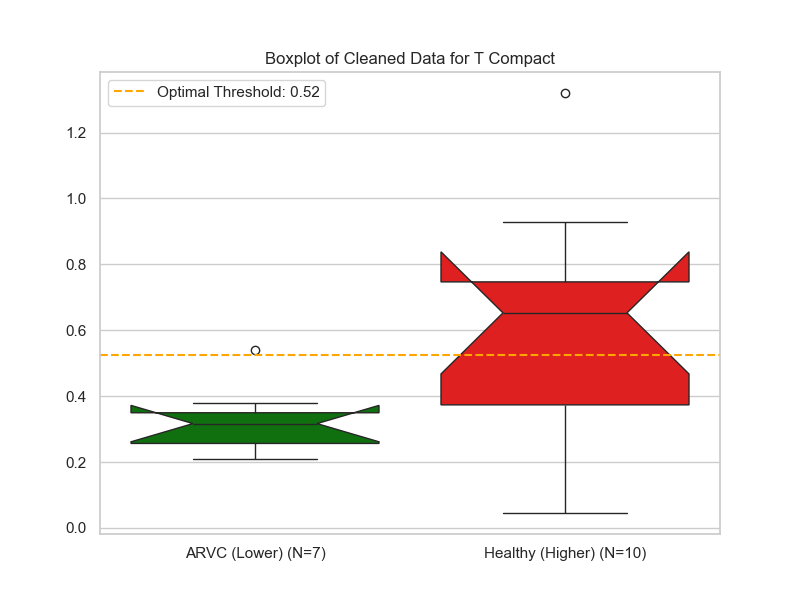 Boxplot of Cleaned Data for T Compact
Optimal Threshold: 0.52
1.2
1.0
0.8
0.6
0.4
0.2
0.0
ARVC (Lower) (N=7)
Healthy (Higher) (N=10)